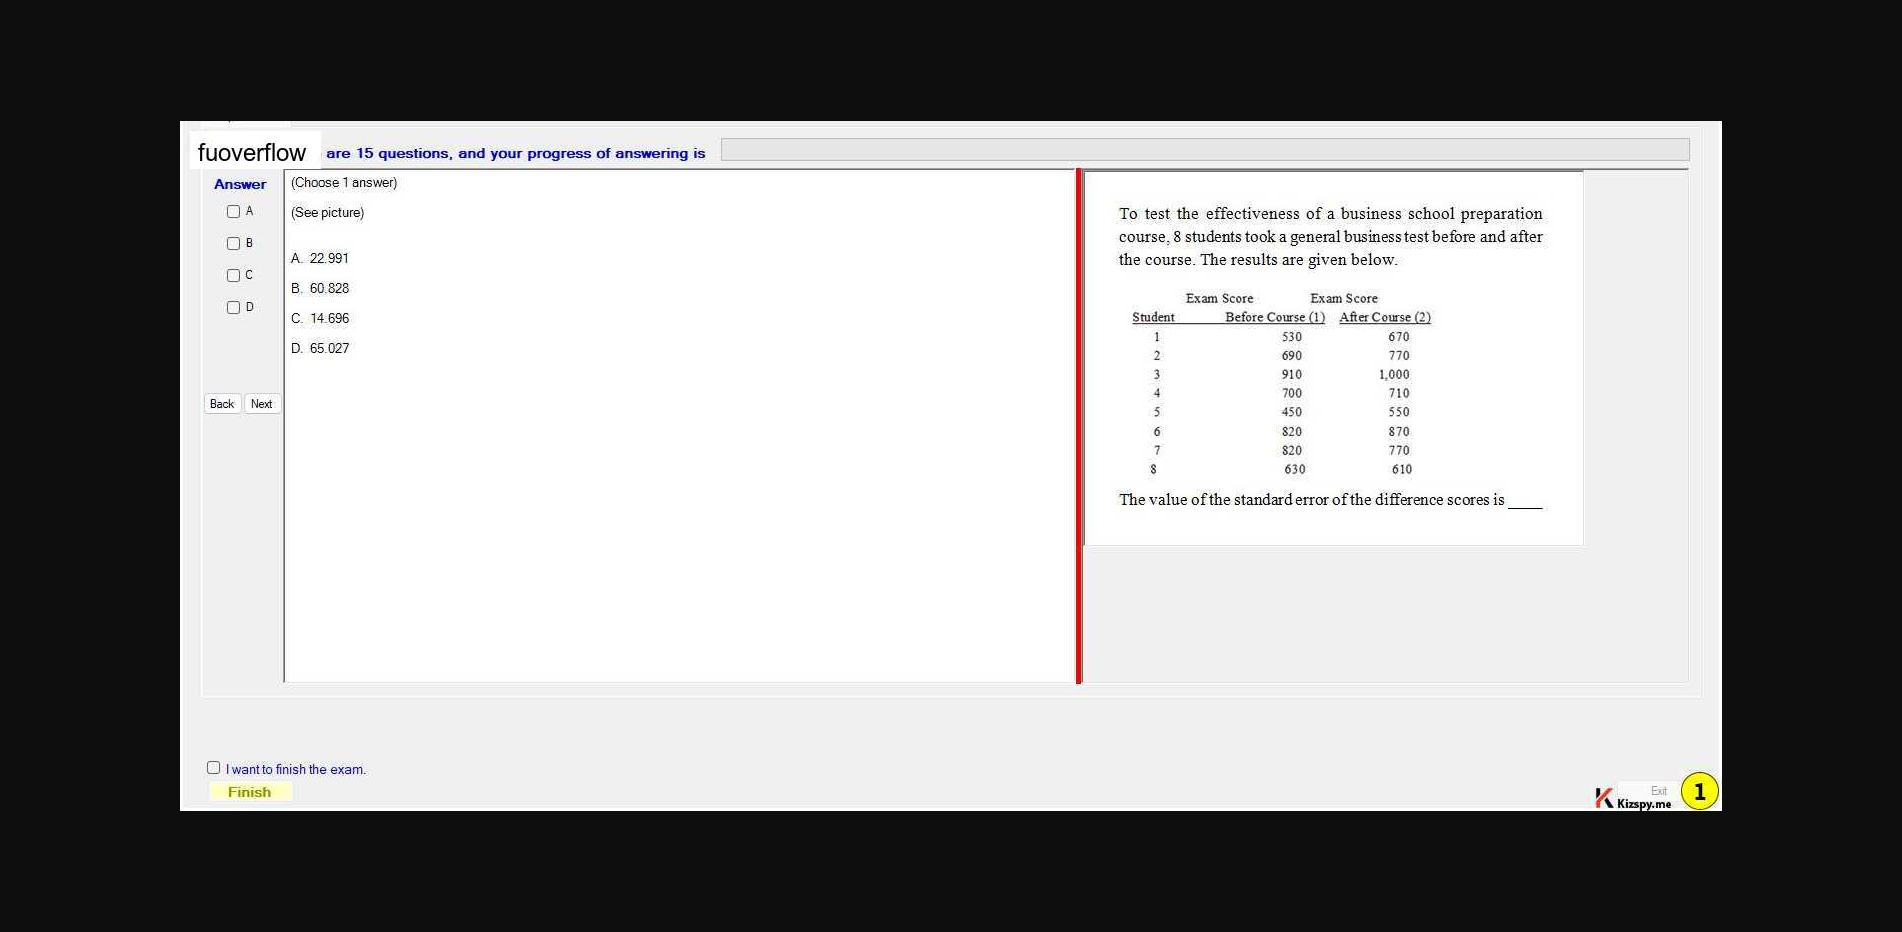 fuoverflow are 15 questions, and your progress of answering is
Answer
A
B
C
D
Back Next
(Choose 1 answer)
(See picture)
A. 22.991
B. 60.828
C. 14.696
D. 65.027
To test the effectiveness of a business school preparation
course, 8 students took a general business test before and after
the course. The results are given below.
Exam Score Exam Score
Student Before Course (1) After Course (2)
1 530 670
2 690 770
3 910 1,000
4 700 710
5 450 550
6 820 870
7 820 770
8 630 610
The value of the standard error of the difference scores is _____
I want to finish the exam.
Finish
Exit
Kizspy.me
1